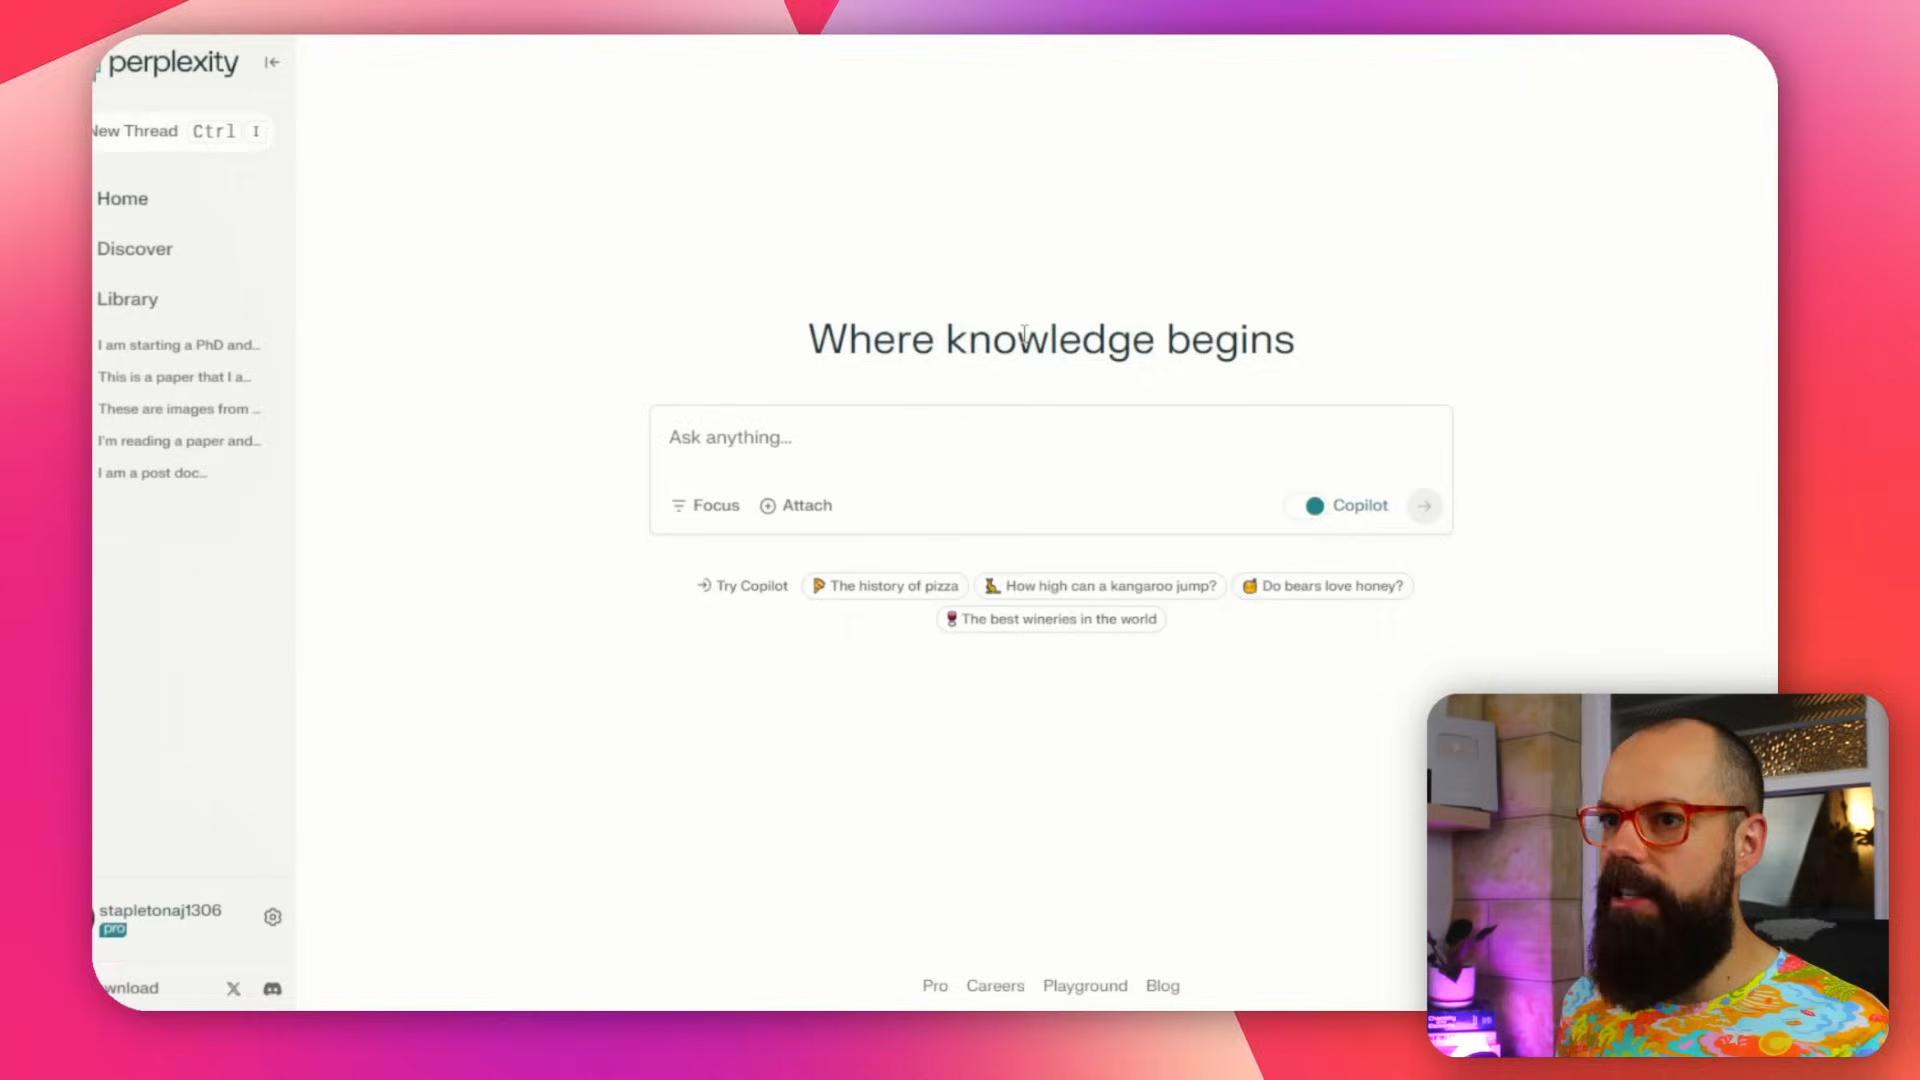 perplexity
New Thread Ctrl I
Home
Discover
Library
I am starting a PhD and...
This is a paper that I a...
These are images from ...
I'm reading a paper and...
I am a post doc...
stapletonaj1306
pro
wnload
Where knowledge begins
Ask anything...
Focus Attach Copilot
Try Copilot The history of pizza How high can a kangaroo jump? Do bears love honey?
The best wineries in the world
Pro Careers Playground Blog